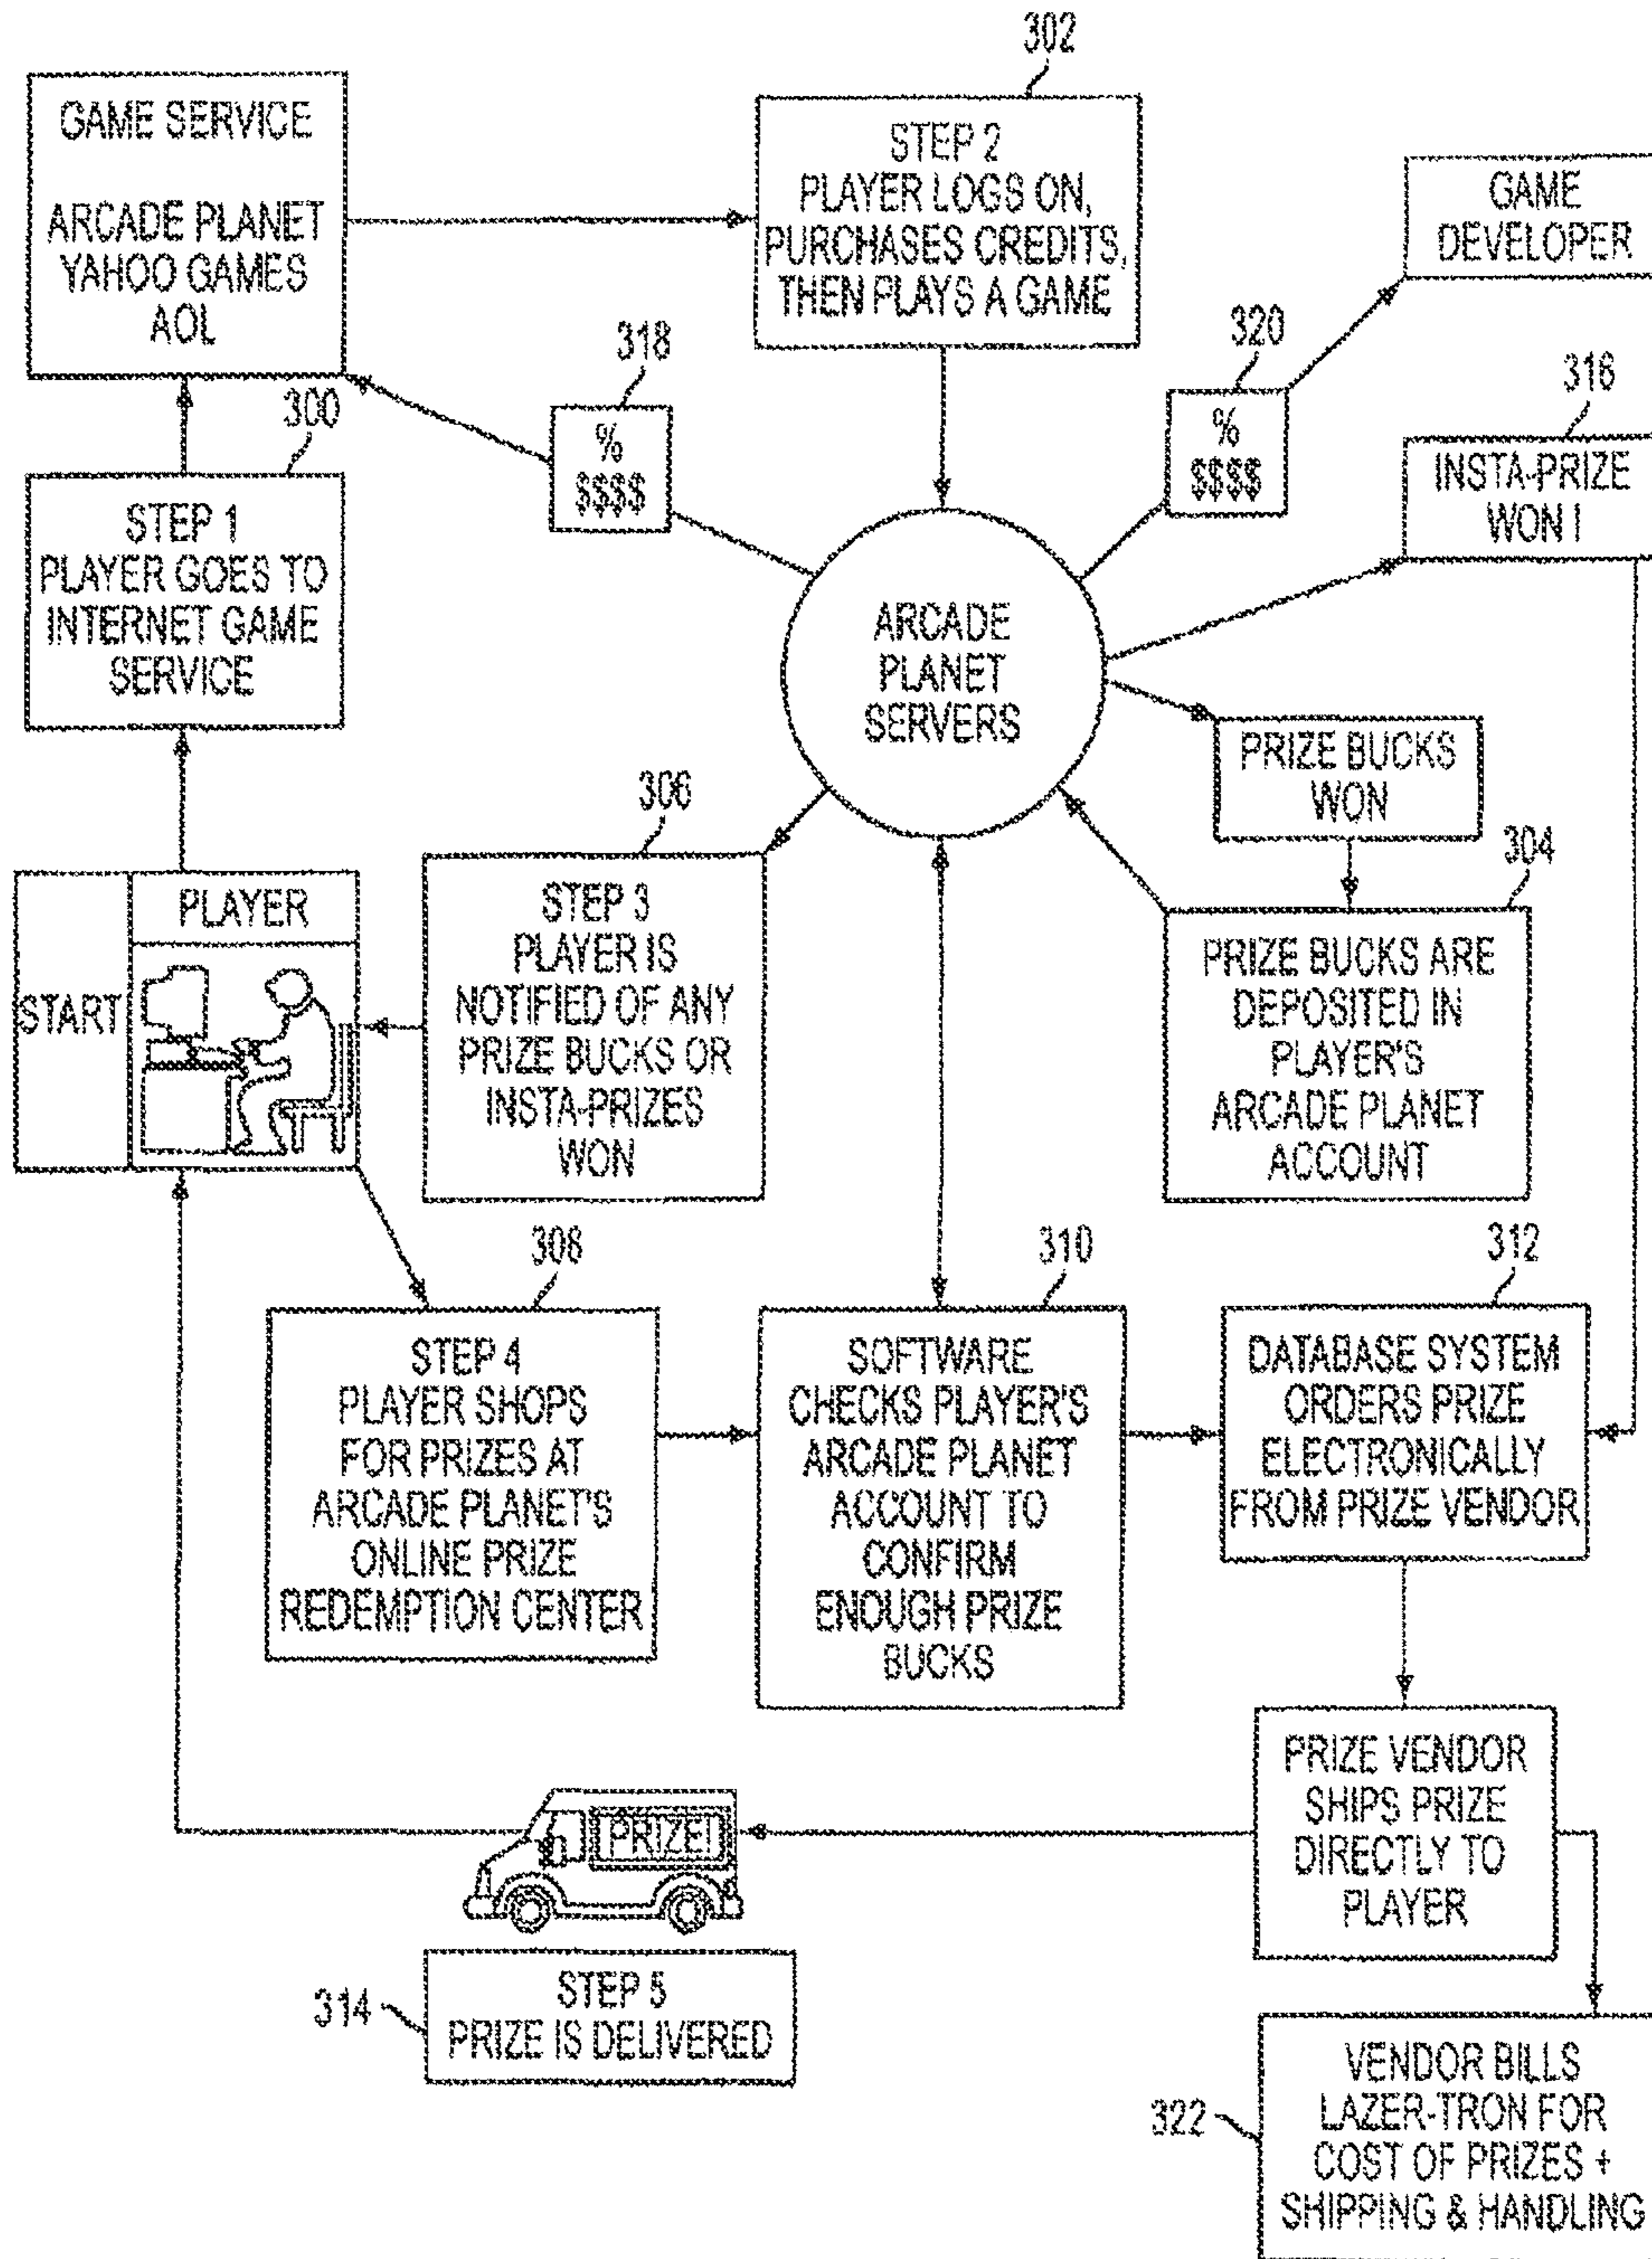 302
GAME SERVICE
ARCADE PLANET
YAHOO GAMES
AOL
STEP 2
PLAYER LOGS ON,
PURCHASES CREDITS,
THEN PLAYS A GAME
GAME
DEVELOPER
318
%
$$$$
320
%
$$$$
316
INSTA-PRIZE
WON !
300
STEP 1
PLAYER GOES TO
INTERNET GAME
SERVICE
ARCADE
PLANET
SERVERS
PRIZE BUCKS
WON
306
STEP 3
PLAYER IS
NOTIFIED OF ANY
PRIZE BUCKS OR
INSTA-PRIZES
WON
304
PRIZE BUCKS ARE
DEPOSITED IN
PLAYER'S
ARCADE PLANET
ACCOUNT
START
PLAYER
308
STEP 4
PLAYER SHOPS
FOR PRIZES AT
ARCADE PLANET'S
ONLINE PRIZE
REDEMPTION CENTER
310
SOFTWARE
CHECKS PLAYER'S
ARCADE PLANET
ACCOUNT TO
CONFIRM
ENOUGH PRIZE
BUCKS
312
DATABASE SYSTEM
ORDERS PRIZE
ELECTRONICALLY
FROM PRIZE VENDOR
PRIZE VENDOR
SHIPS PRIZE
DIRECTLY TO
PLAYER
PRIZE!
314
STEP 5
PRIZE IS DELIVERED
322
VENDOR BILLS
LAZER-TRON FOR
COST OF PRIZES +
SHIPPING & HANDLING